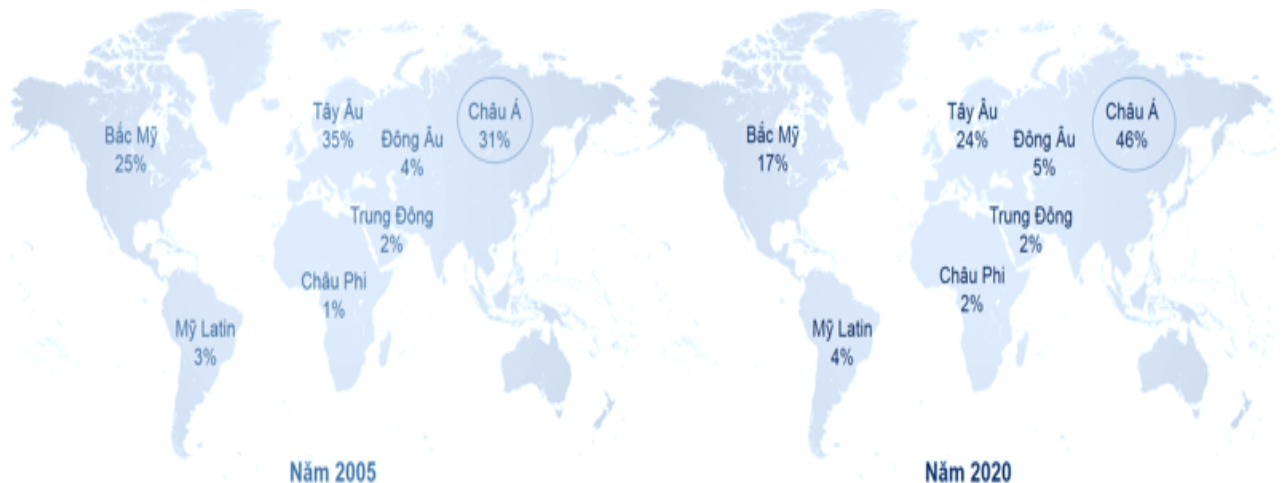 Bắc Mỹ
25%
Tây Âu
35%
Đông Âu
4%
Châu Á
31%
Trung Đông
2%
Châu Phi
1%
Mỹ Latin
3%
Năm 2005
Bắc Mỹ
17%
Tây Âu
24%
Đông Âu
5%
Châu Á
46%
Trung Đông
2%
Châu Phi
2%
Mỹ Latin
4%
Năm 2020